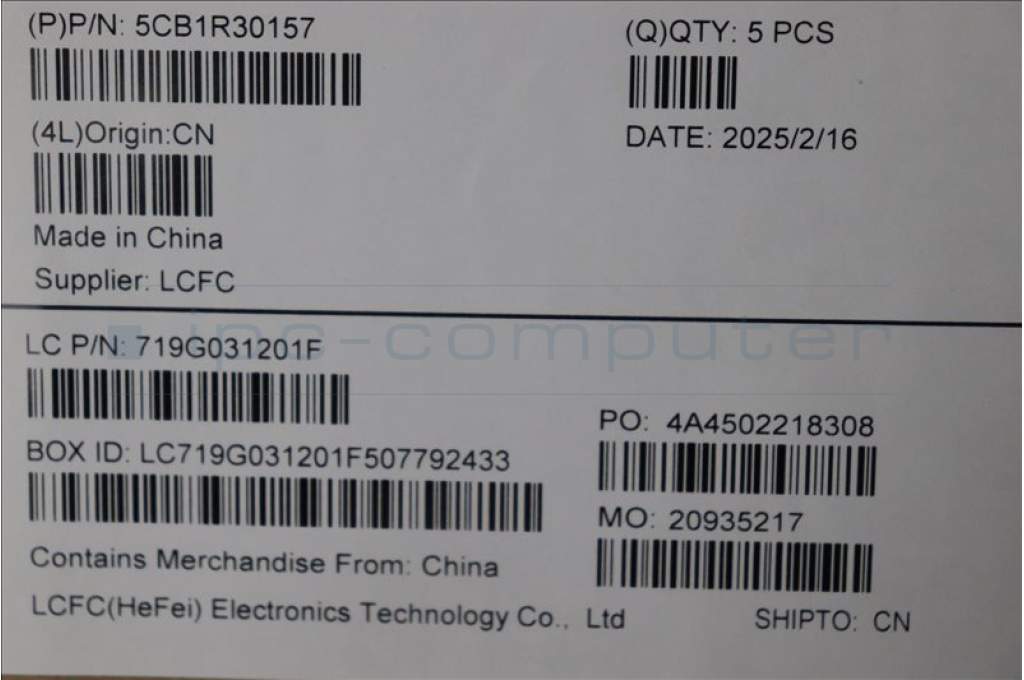 (P)P/N: 5CB1R30157
(Q)QTY: 5 PCS
(4L)Origin:CN
DATE: 2025/2/16
Made in China
Supplier: LCFC
ips-computer
LC P/N: 719G031201F
PO: 4A4502218308
BOX ID: LC719G031201F507792433
MO: 20935217
Contains Merchandise From: China
LCFC(HeFei) Electronics Technology Co., Ltd
SHIPTO: CN